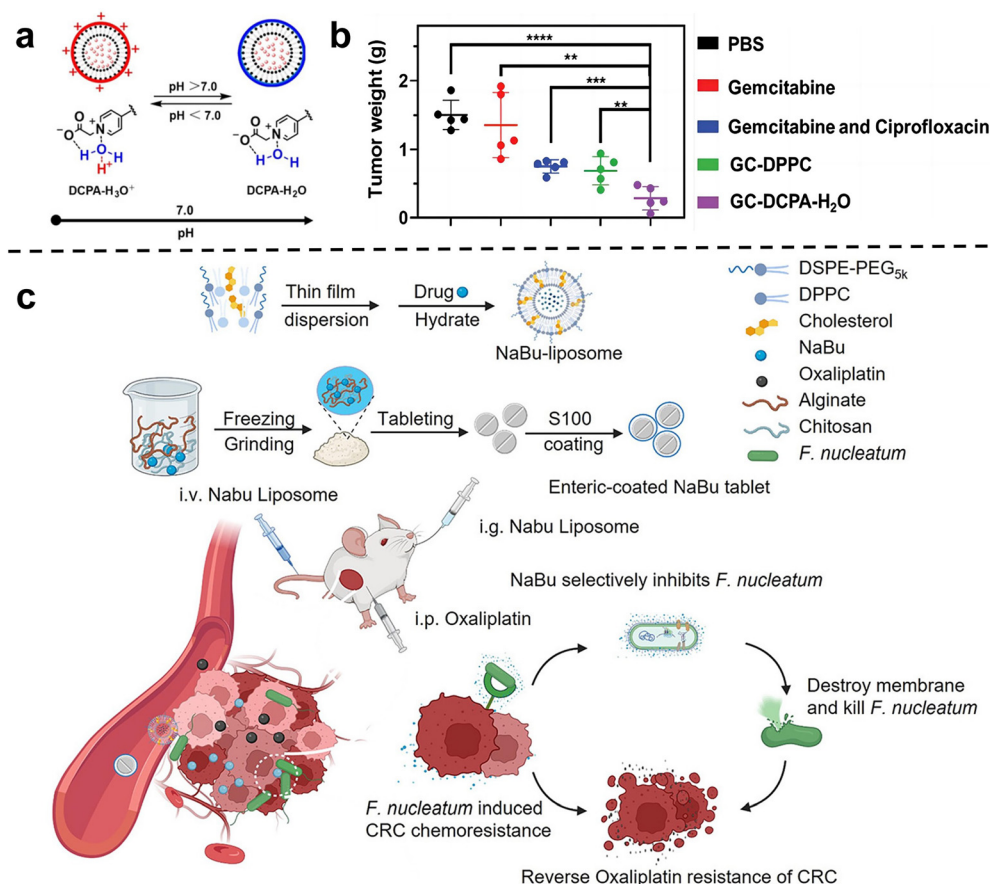 a
pH >7.0
pH < 7.0
O
−O
N+
H O H
H+
DCPA-H3O+
O
−O
N+
H O H
DCPA-H2O
7.0
pH
b
Tumor weight (g)
2
1
0
****
**
***
**
PBS
Gemcitabine
Gemcitabine and Ciprofloxacin
GC-DPPC
GC-DCPA-H2O
c
Thin film
dispersion
Drug
Hydrate
NaBu-liposome
DSPE-PEG5k
DPPC
Cholesterol
NaBu
Oxaliplatin
Alginate
Chitosan
F. nucleatum
Freezing
Grinding
Tableting
S100
coating
Enteric-coated NaBu tablet
i.v. Nabu Liposome
i.g. Nabu Liposome
i.p. Oxaliplatin
NaBu selectively inhibits F. nucleatum
Destroy membrane
and kill F. nucleatum
F. nucleatum induced
CRC chemoresistance
Reverse Oxaliplatin resistance of CRC